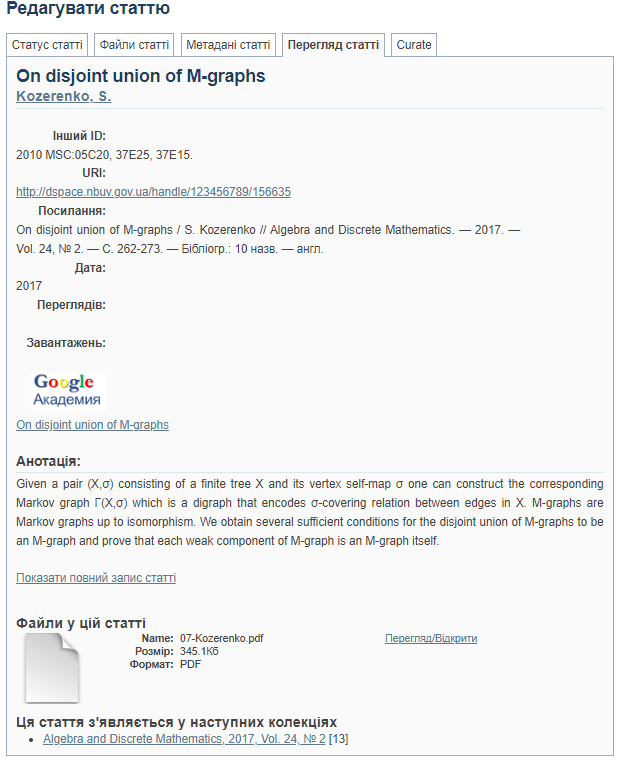 Редагувати статтю
Статус статті Файли статті Метадані статті Перегляд статті Curate
On disjoint union of M-graphs
Kozerenko, S.
Інший ID:
2010 MSC:05C20, 37E25, 37E15.
URI:
http://dspace.nbuv.gov.ua/handle/123456789/156635
Посилання:
On disjoint union of M-graphs / S. Kozerenko // Algebra and Discrete Mathematics. — 2017. —
Vol. 24, № 2. — С. 262-273. — Бібліогр.: 10 назв. — англ.
Дата:
2017
Переглядів:
Завантажень:
Google
Академия
On disjoint union of M-graphs
Анотація:
Given a pair (X,σ) consisting of a finite tree X and its vertex self-map σ one can construct the corresponding
Markov graph Γ(X,σ) which is a digraph that encodes σ-covering relation between edges in X. M-graphs are
Markov graphs up to isomorphism. We obtain several sufficient conditions for the disjoint union of M-graphs to be
an M-graph and prove that each weak component of M-graph is an M-graph itself.
Показати повний запис статті
Файли у цій статті
Name: 07-Kozerenko.pdf Перегляд/Відкрити
Розмір: 345.1Кб
Формат: PDF
Ця стаття з'являється у наступних колекціях
• Algebra and Discrete Mathematics, 2017, Vol. 24, № 2 [13]